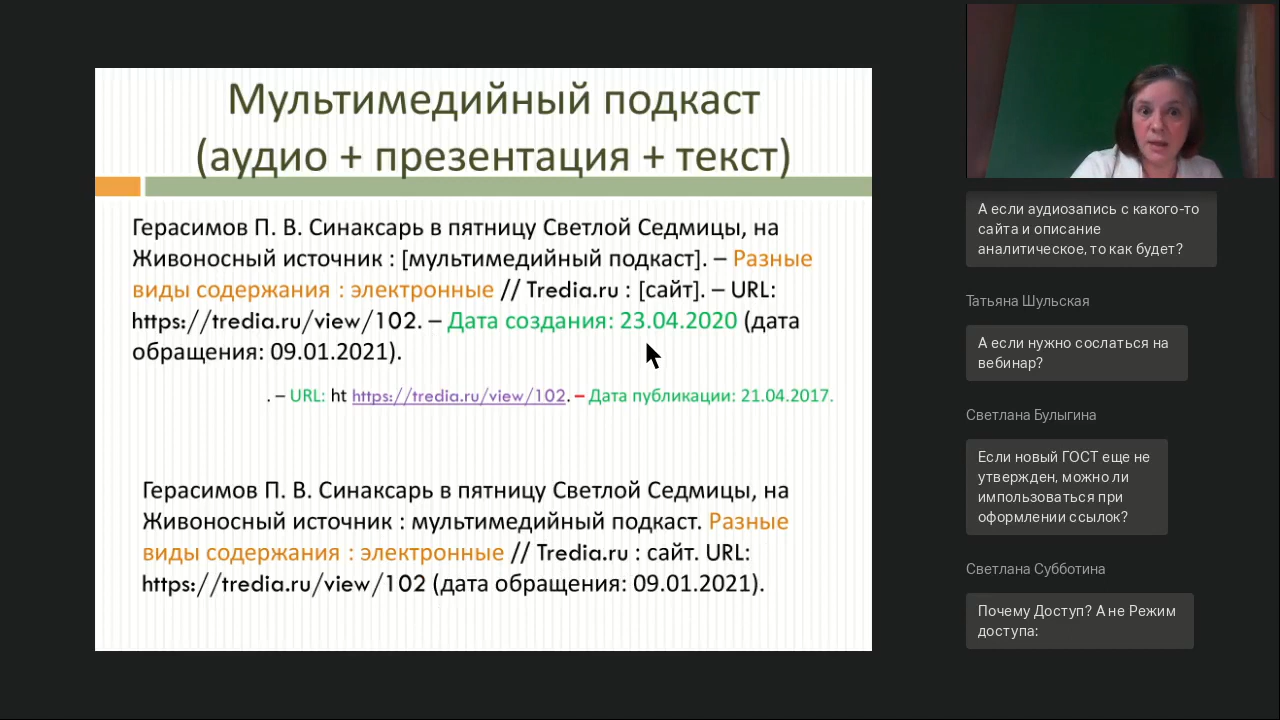 Мультимедийный подкаст
(аудио + презентация + текст)
Герасимов П. В. Синаксарь в пятницу Светлой Седмицы, на
Живоносный источник : [мультимедийный подкаст]. – Разные
виды содержания : электронные // Tredia.ru : [сайт]. – URL:
https://tredia.ru/view/102. – Дата создания: 23.04.2020 (дата
обращения: 09.01.2021).
. – URL: ht https://tredia.ru/view/102. – Дата публикации: 21.04.2017.
Герасимов П. В. Синаксарь в пятницу Светлой Седмицы, на
Живоносный источник : мультимедийный подкаст. Разные
виды содержания : электронные // Tredia.ru : сайт. URL:
https://tredia.ru/view/102 (дата обращения: 09.01.2021).
А если аудиозапись с какого-то
сайта и описание
аналитическое, то как будет?
Татьяна Шульская
А если нужно сослаться на
вебинар?
Светлана Булыгина
Если новый ГОСТ еще не
утвержден, можно ли
импользоваться при
оформлении ссылок?
Светлана Субботина
Почему Доступ? А не Режим
доступа: